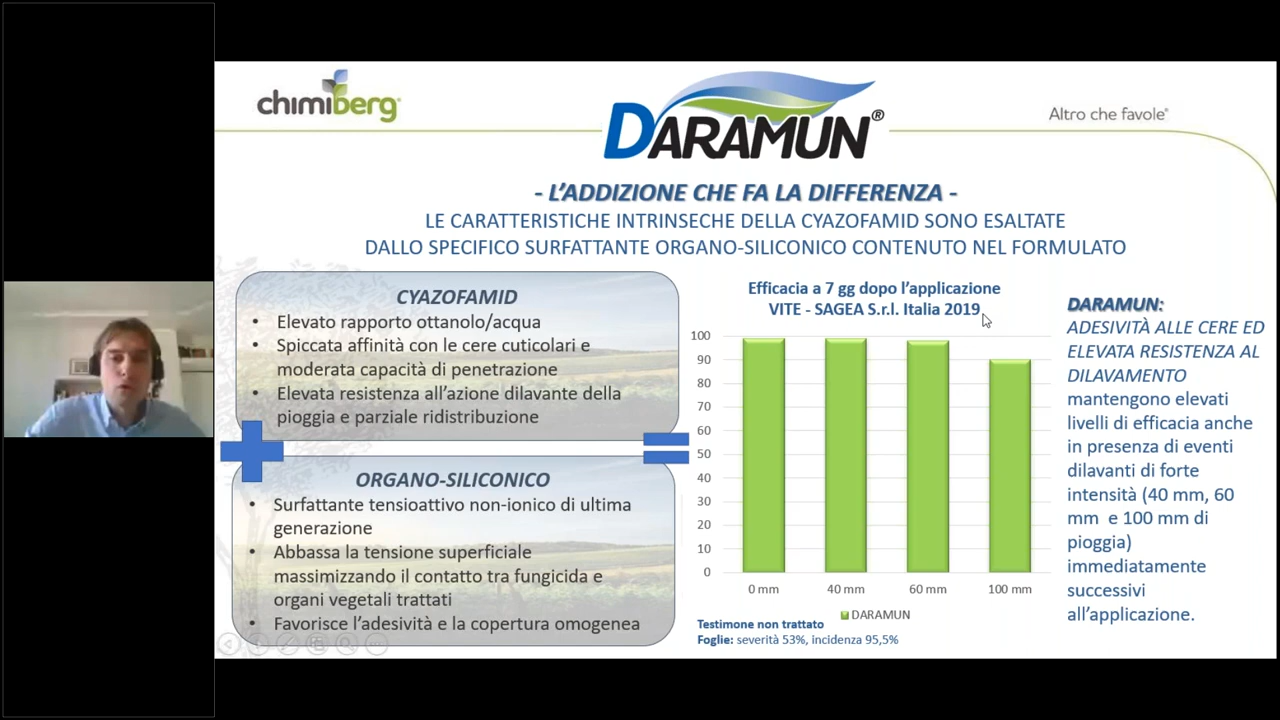 chimiberg®
DARAMUN®
Altro che favole®
- L'ADDIZIONE CHE FA LA DIFFERENZA -
LE CARATTERISTICHE INTRINSECHE DELLA CYAZOFAMID SONO ESALTATE
DALLO SPECIFICO SURFATTANTE ORGANO-SILICONICO CONTENUTO NEL FORMULATO
CYAZOFAMID
• Elevato rapporto ottanolo/acqua
• Spiccata affinità con le cere cuticolari e
moderata capacità di penetrazione
• Elevata resistenza all'azione dilavante della
pioggia e parziale ridistribuzione
ORGANO-SILICONICO
• Surfattante tensioattivo non-ionico di ultima
generazione
• Abbassa la tensione superficiale
massimizzando il contatto tra fungicida e
organi vegetali trattati
• Favorisce l'adesività e la copertura omogenea
Efficacia a 7 gg dopo l'applicazione
VITE - SAGEA S.r.l. Italia 2019
100
90
80
70
60
50
40
30
20
10
0
0 mm 40 mm 60 mm 100 mm
DARAMUN
Testimone non trattato
Foglie: severità 53%, incidenza 95,5%
DARAMUN:
ADESIVITÀ ALLE CERE ED
ELEVATA RESISTENZA AL
DILAVAMENTO
mantengono elevati
livelli di efficacia anche
in presenza di eventi
dilavanti di forte
intensità (40 mm, 60
mm e 100 mm di
pioggia)
immediatamente
successivi
all'applicazione.